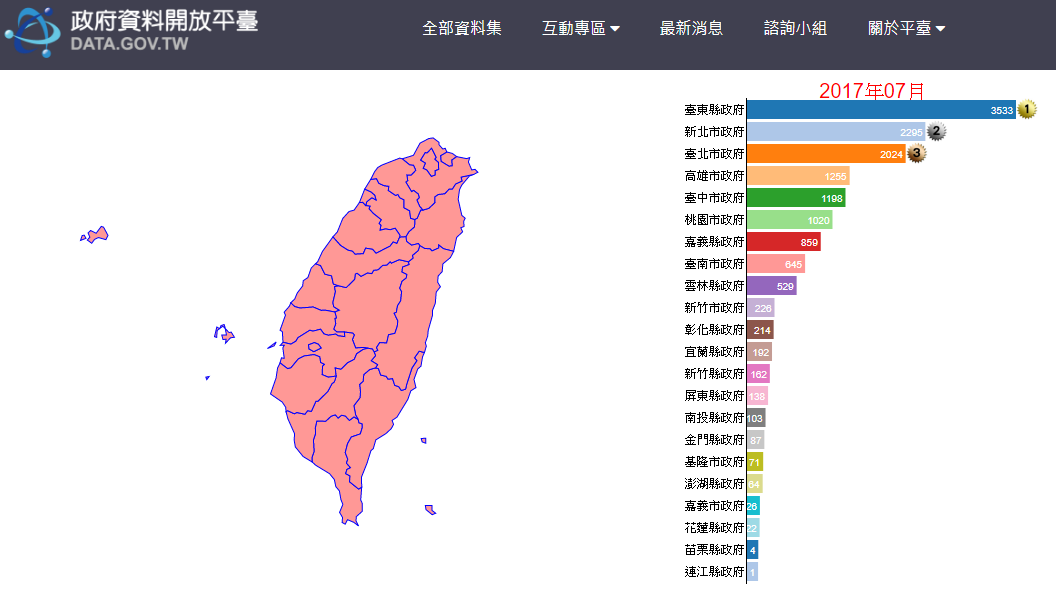 政府資料開放平臺
DATA.GOV.TW
全部資料集 互動專區 最新消息 諮詢小組 關於平臺
2017年07月
臺東縣政府 3533 1
新北市政府 2295 2
臺北市政府 2024 3
高雄市政府 1255
臺中市政府 1198
桃園市政府 1020
嘉義縣政府 859
臺南市政府 645
雲林縣政府 529
新竹市政府 226
彰化縣政府 214
宜蘭縣政府 192
新竹縣政府 162
屏東縣政府 138
南投縣政府 103
金門縣政府 87
基隆市政府 71
澎湖縣政府 64
嘉義市政府 26
花蓮縣政府 22
苗栗縣政府 4
連江縣政府 1